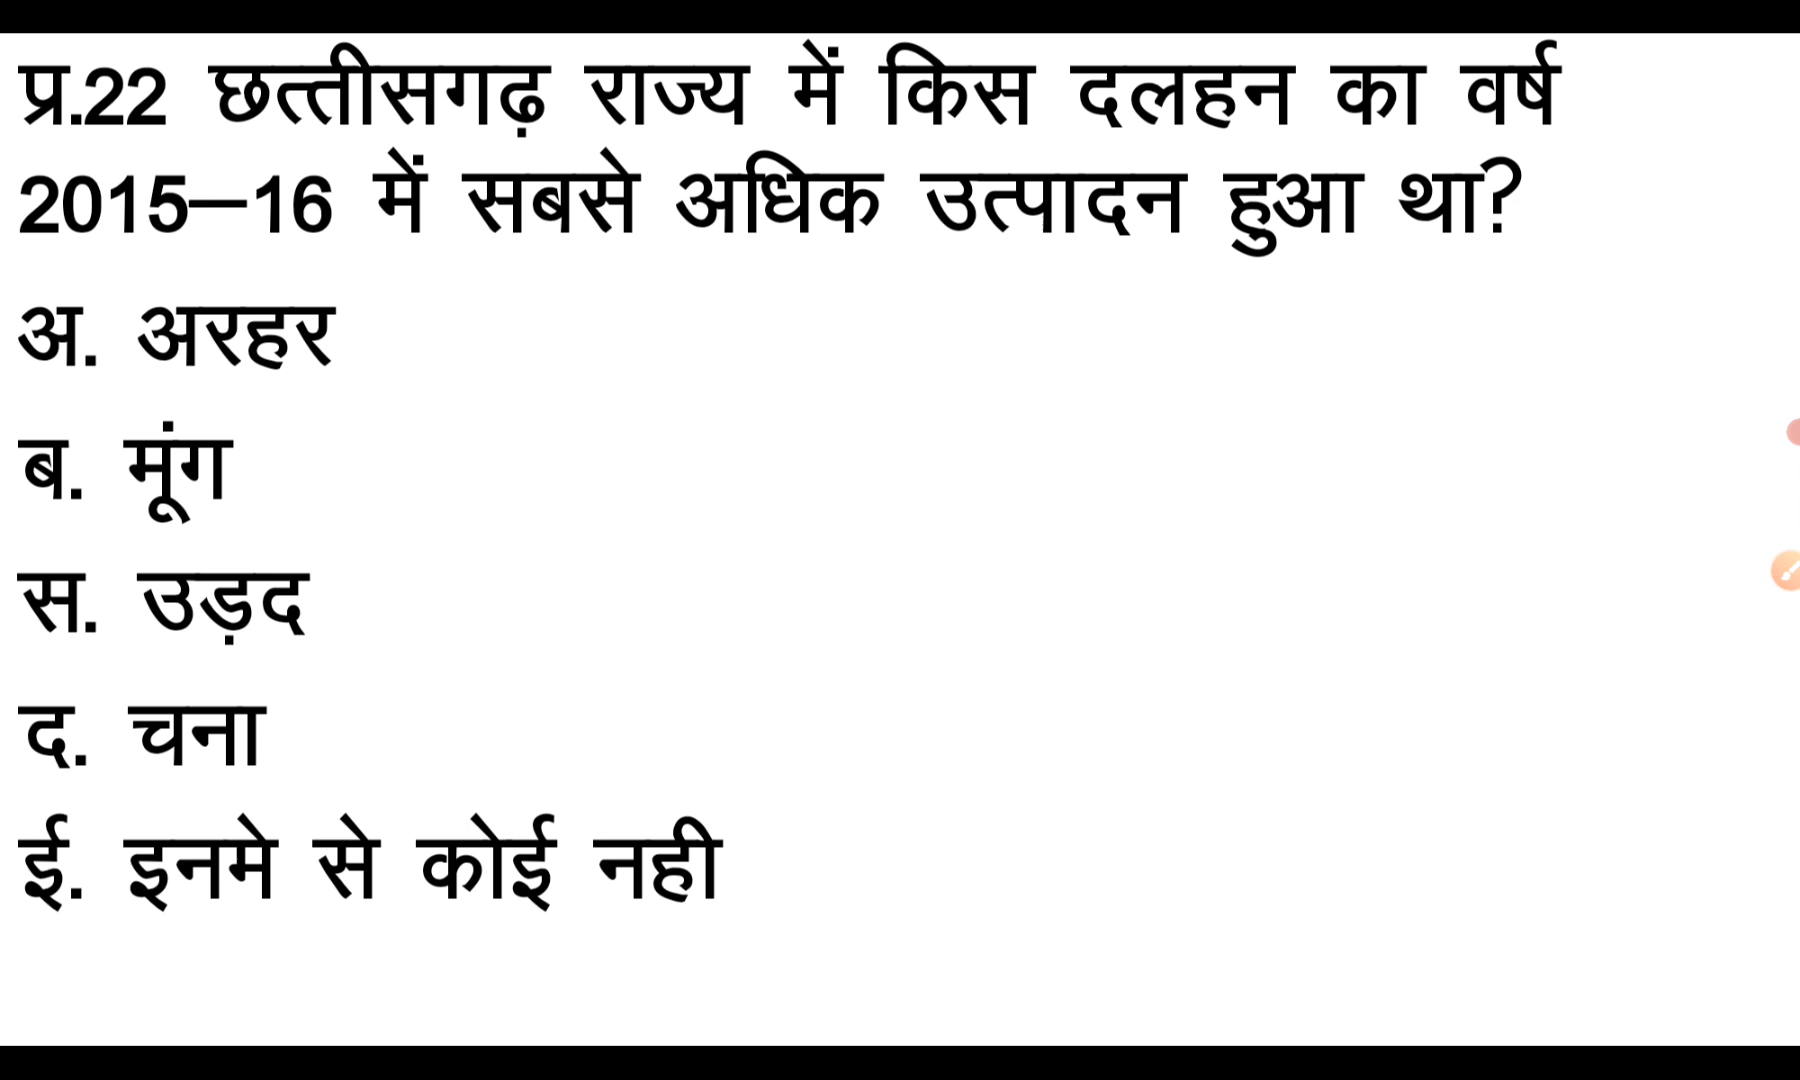 प्र.22 छत्तीसगढ़ राज्य में किस दलहन का वर्ष
2015–16 में सबसे अधिक उत्पादन हुआ था?
अ. अरहर
ब. मूंग
स. उड़द
द. चना
ई. इनमे से कोई नही